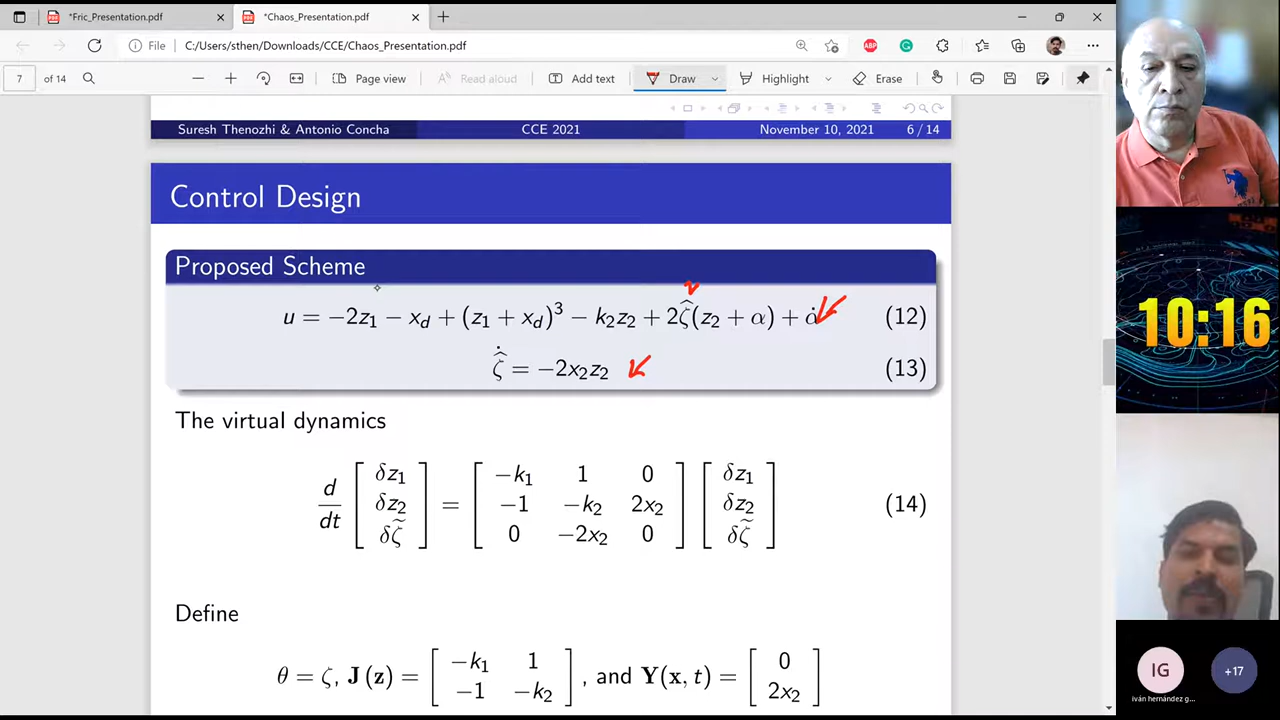 *Fric_Presentation.pdf
*Chaos_Presentation.pdf
File C:/Users/sthen/Downloads/CCE/Chaos_Presentation.pdf
7 of 14 Page view Read aloud Add text Draw Highlight Erase
Suresh Thenozhi & Antonio Concha CCE 2021 November 10, 2021 6 / 14
Control Design
Proposed Scheme
u = −2z₁ − x_d + (z₁ + x_d)³ − k₂z₂ + 2ζ̂(z₂ + α) + α̇ (12)
ζ̂̇ = −2x₂z₂ (13)
The virtual dynamics
d/dt [δz₁ δz₂ δζ̃] = [−k₁ 1 0; −1 −k₂ 2x₂; 0 −2x₂ 0] [δz₁ δz₂ δζ̃] (14)
Define
θ = ζ, J(z) = [−k₁ 1; −1 −k₂], and Y(x, t) = [0; 2x₂]
ABP
10:16
IG
iván hernández g...
+17